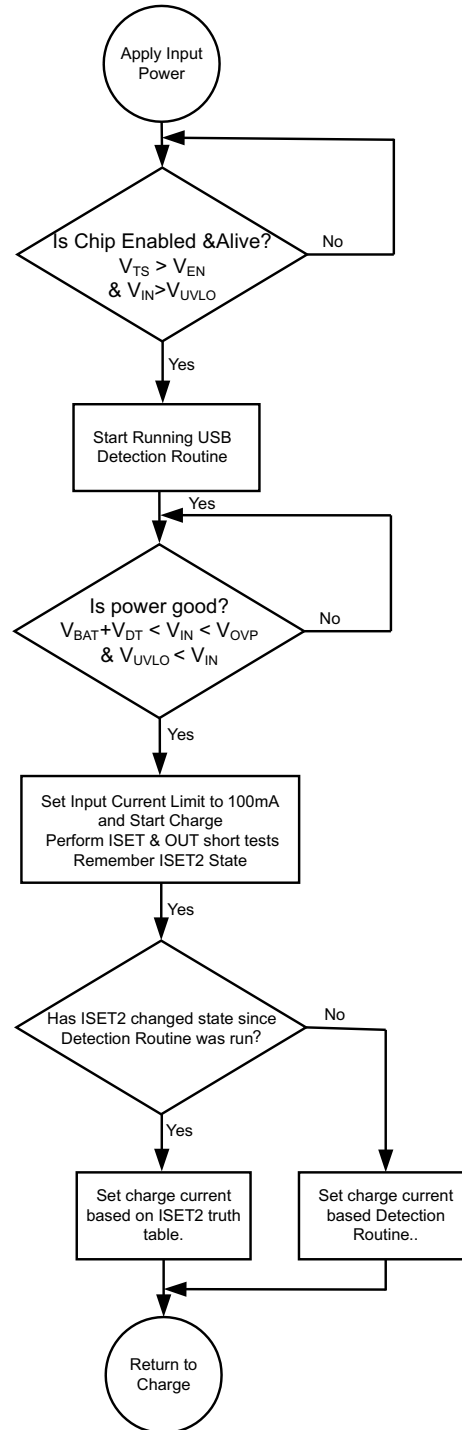 Apply Input
Power
Is Chip Enabled &Alive?
V_TS > V_EN
& V_IN>V_UVLO
No
Yes
Start Running USB
Detection Routine
Yes
Is power good?
V_BAT+V_DT < V_IN < V_OVP
& V_UVLO < V_IN
No
Yes
Set Input Current Limit to 100mA
and Start Charge
Perform ISET & OUT short tests
Remember ISET2 State
Yes
Has ISET2 changed state since
Detection Routine was run?
No
Yes
Set charge current
based on ISET2 truth
table.
Set charge current
based Detection
Routine..
Return to
Charge